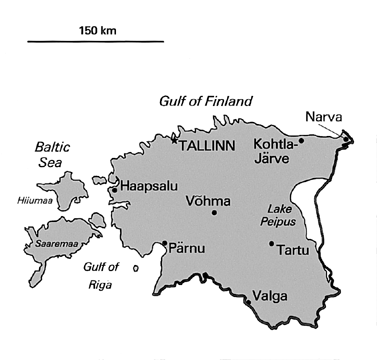 150 km
Gulf of Finland
Narva
Baltic
Sea
TALLINN
Kohtla-
Järve
Haapsalu
Hiiumaa
Võhma
Lake
Peipus
Saaremaa
Pärnu
Tartu
Gulf of
Riga
Valga